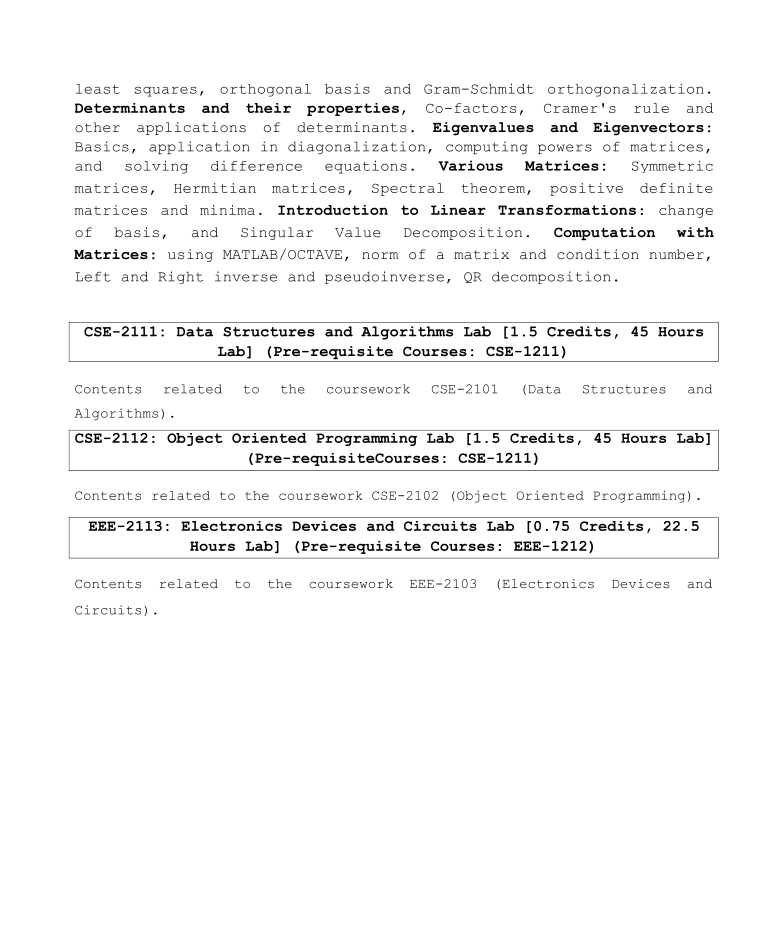 least squares, orthogonal basis and Gram-Schmidt orthogonalization.
Determinants and their properties, Co-factors, Cramer's rule and
other applications of determinants. Eigenvalues and Eigenvectors:
Basics, application in diagonalization, computing powers of matrices,
and solving difference equations. Various Matrices: Symmetric
matrices, Hermitian matrices, Spectral theorem, positive definite
matrices and minima. Introduction to Linear Transformations: change
of basis, and Singular Value Decomposition. Computation with
Matrices: using MATLAB/OCTAVE, norm of a matrix and condition number,
Left and Right inverse and pseudoinverse, QR decomposition.
CSE-2111: Data Structures and Algorithms Lab [1.5 Credits, 45 Hours
Lab] (Pre-requisite Courses: CSE-1211)
Contents related to the coursework CSE-2101 (Data Structures and
Algorithms).
CSE-2112: Object Oriented Programming Lab [1.5 Credits, 45 Hours Lab]
(Pre-requisiteCourses: CSE-1211)
Contents related to the coursework CSE-2102 (Object Oriented Programming).
EEE-2113: Electronics Devices and Circuits Lab [0.75 Credits, 22.5
Hours Lab] (Pre-requisite Courses: EEE-1212)
Contents related to the coursework EEE-2103 (Electronics Devices and
Circuits).